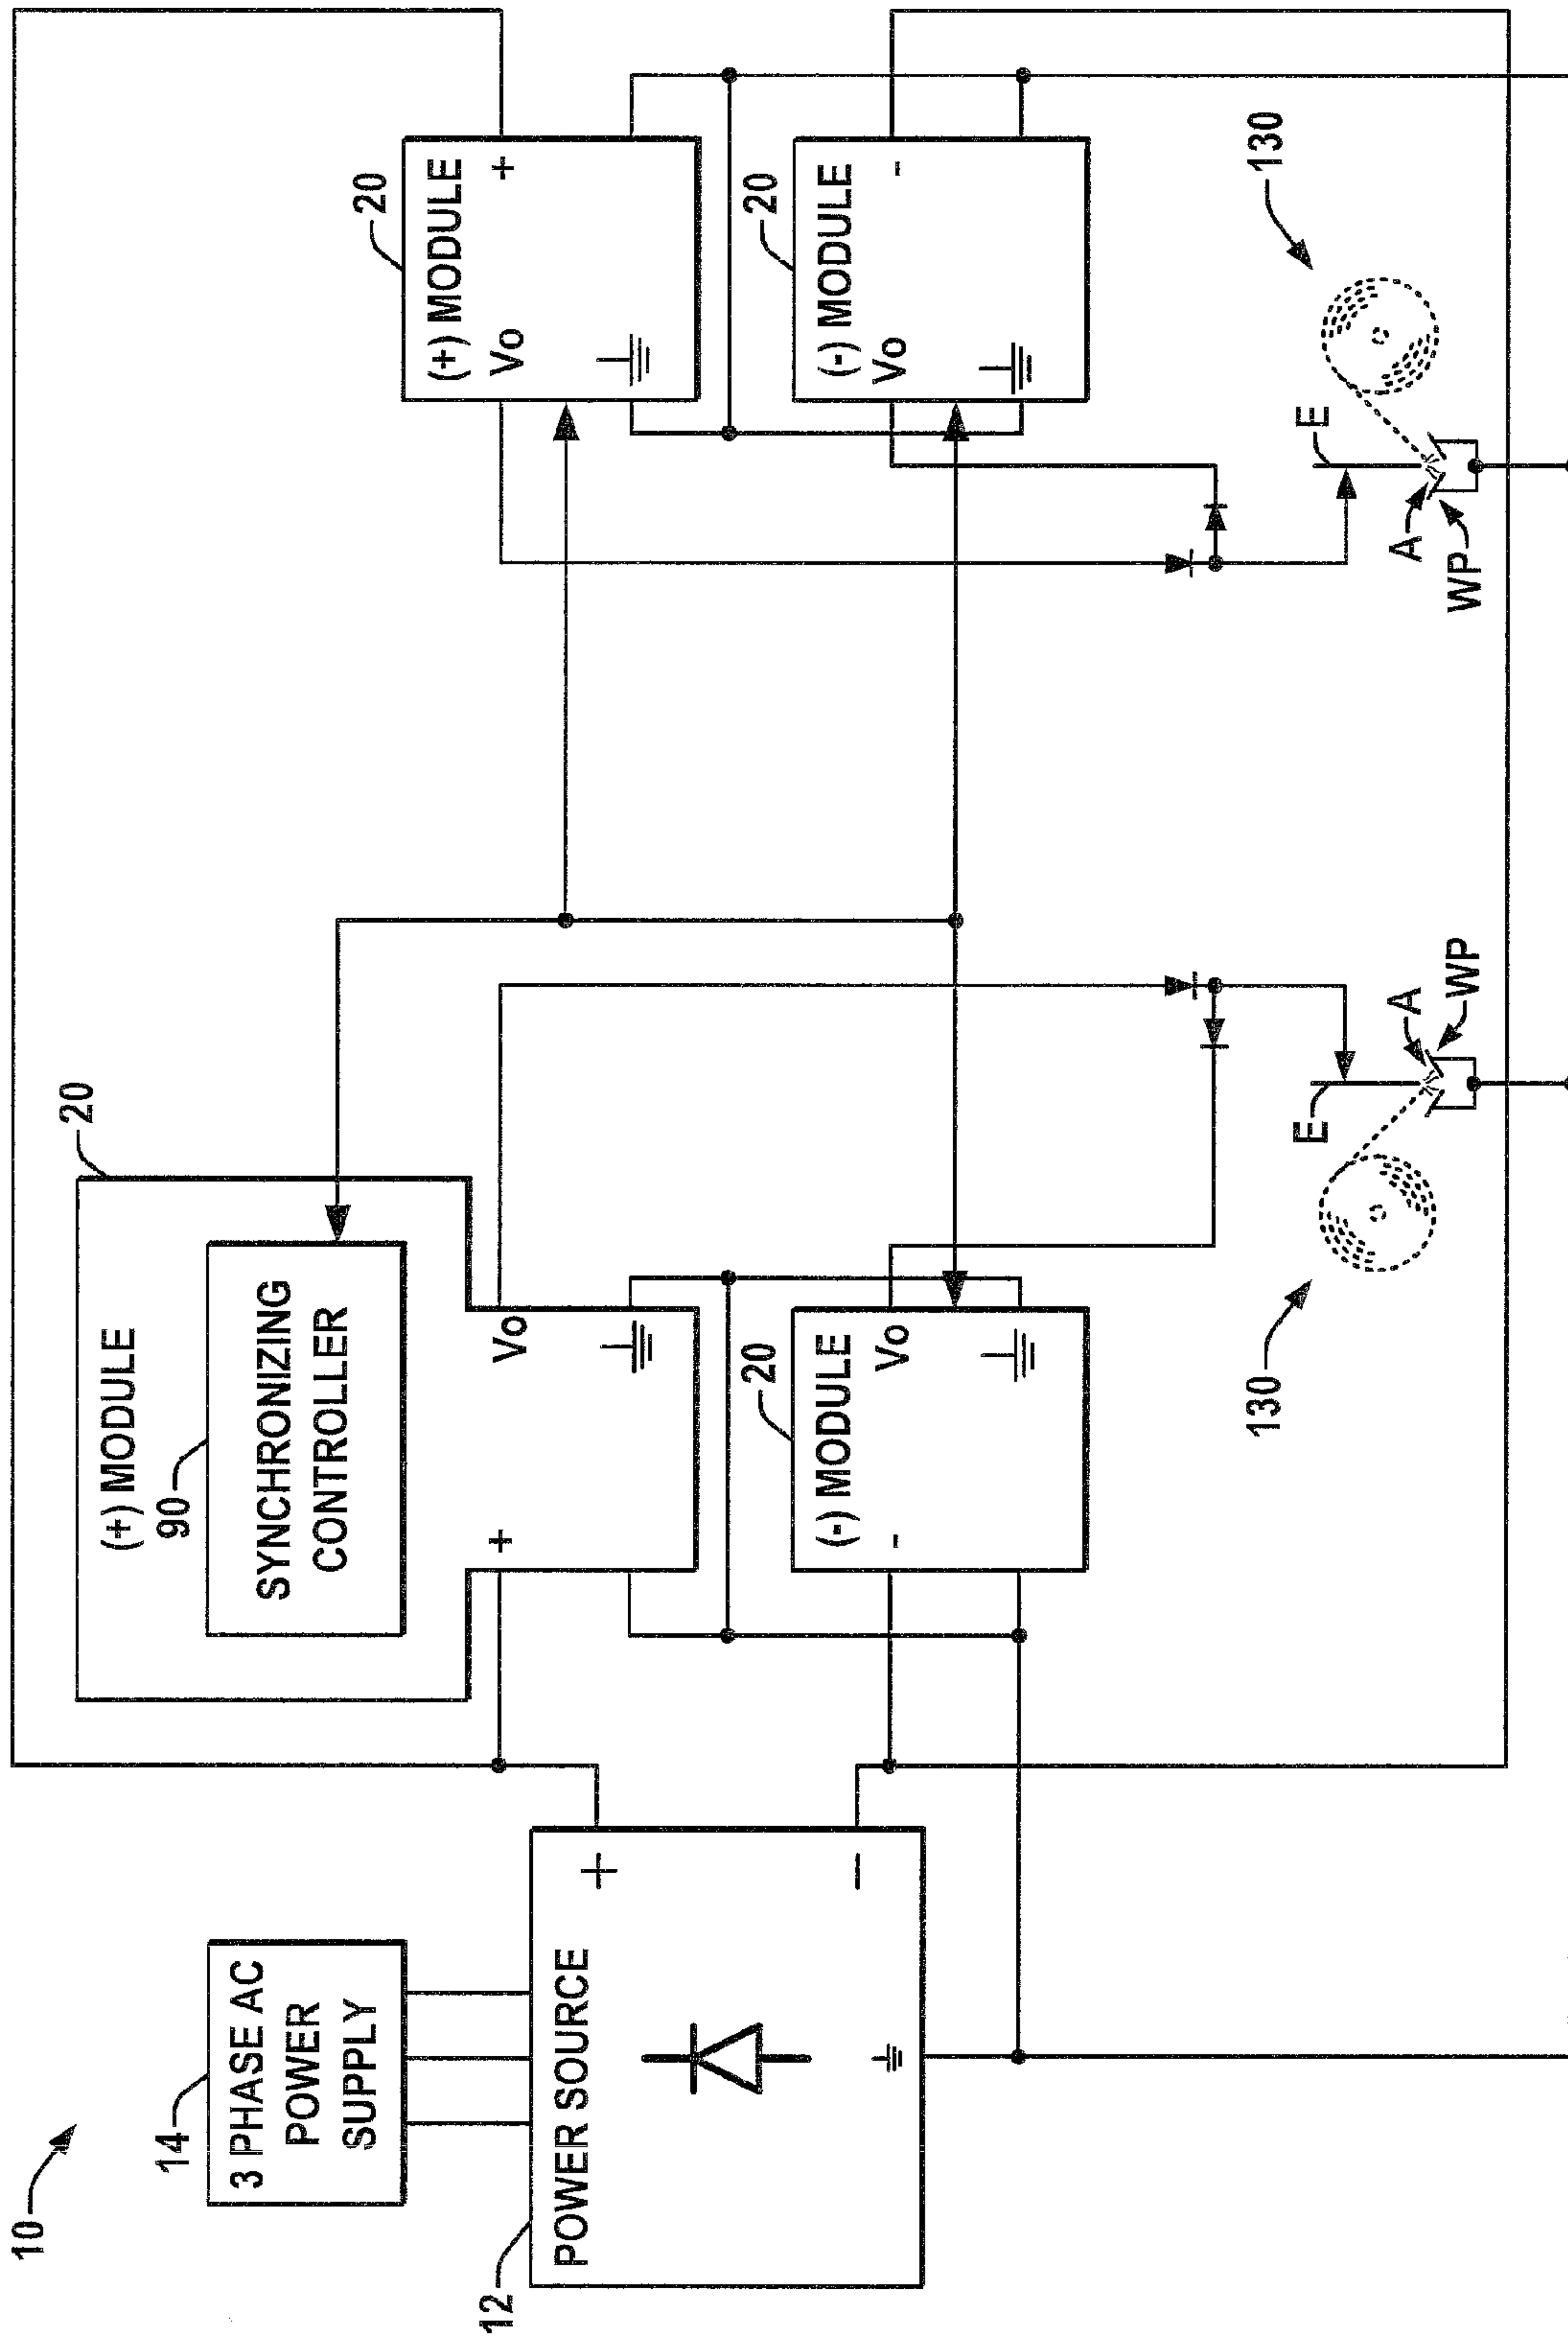 10
14
3 PHASE AC
POWER
SUPPLY
12
POWER SOURCE
+
−
20
(+) MODULE
90
SYNCHRONIZING
CONTROLLER
+
Vo
20
(-) MODULE
-
Vo
130
E
A
WP
20
(+) MODULE
Vo
+
20
(-) MODULE
Vo
-
E
A
WP
130